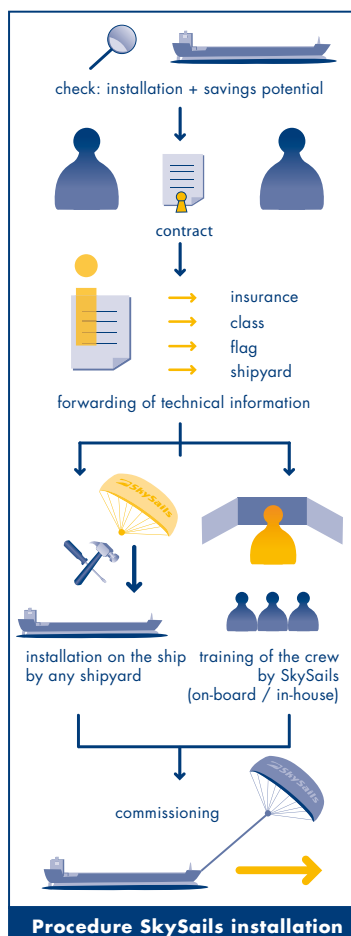 check: installation + savings potential
contract
insurance
class
flag
shipyard
forwarding of technical information
SkySails
installation on the ship
by any shipyard
training of the crew
by SkySails
(on-board / in-house)
SkySails
commissioning
Procedure SkySails installation